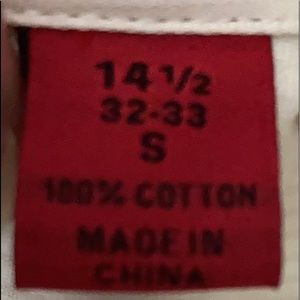 14 1/2
32-33
S
100% COTTON
MADE IN
CHINA